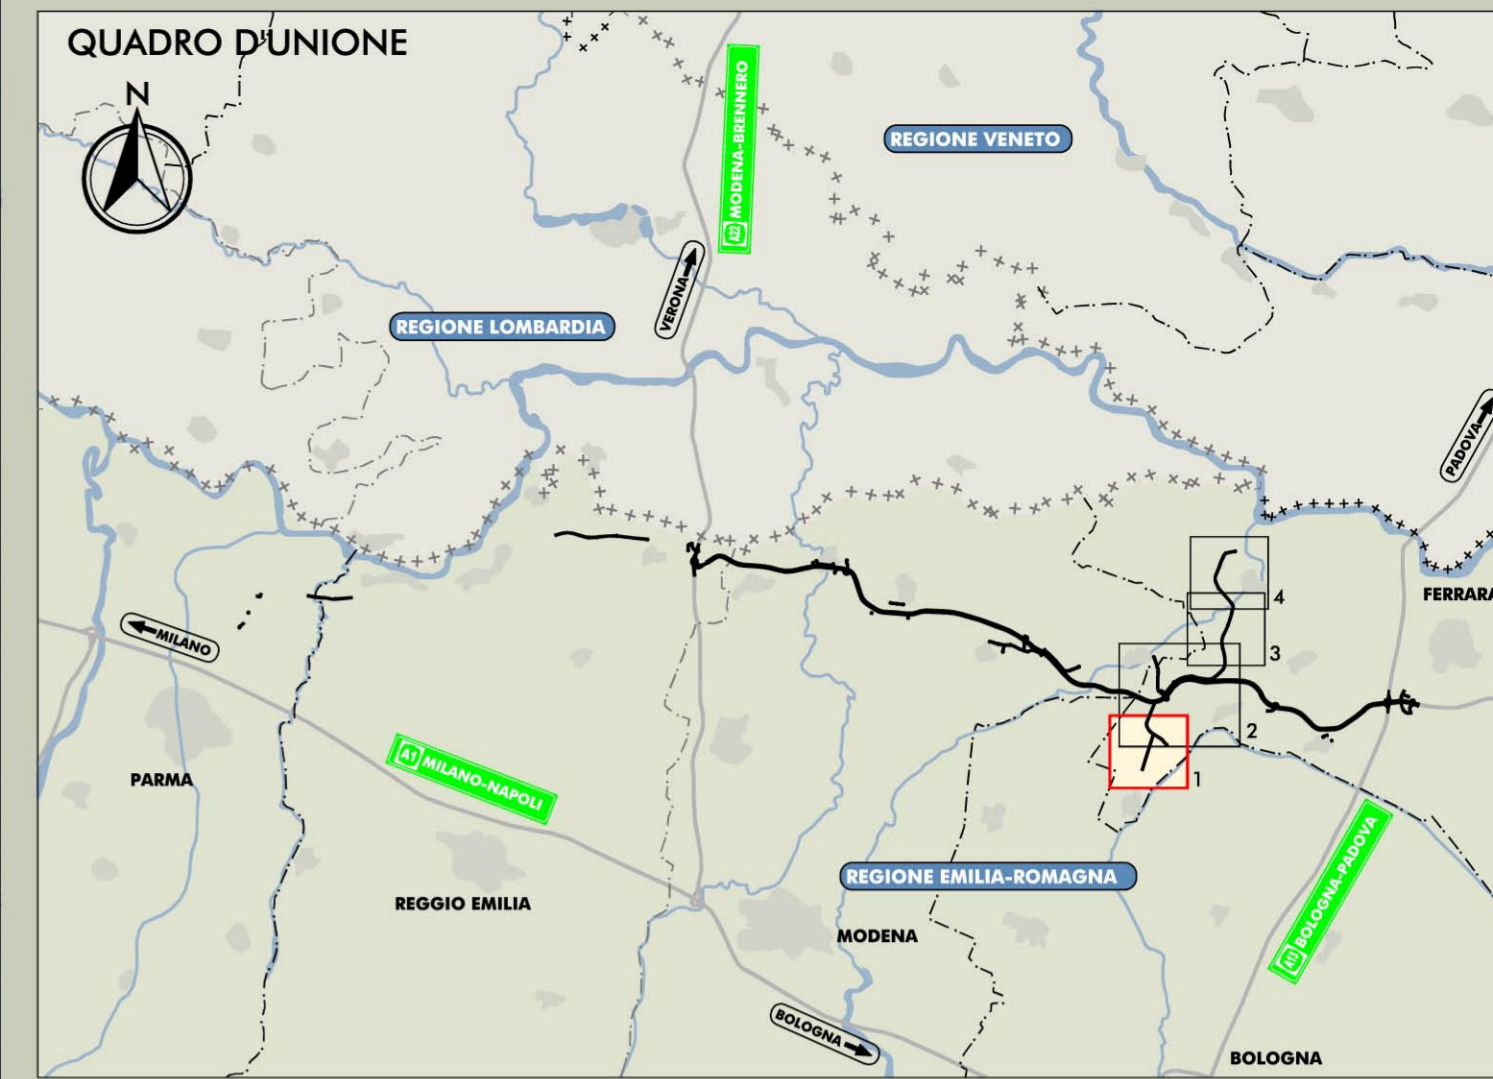 QUADRO D'UNIONE
N
A22 MODENA-BRENNERO
REGIONE VENETO
VERONA
REGIONE LOMBARDIA
PADOVA
4
FERRARA
MILANO
3
2
PARMA
A1 MILANO-NAPOLI
1
REGIONE EMILIA-ROMAGNA
A13 BOLOGNA-PADOVA
REGGIO EMILIA
MODENA
BOLOGNA
BOLOGNA